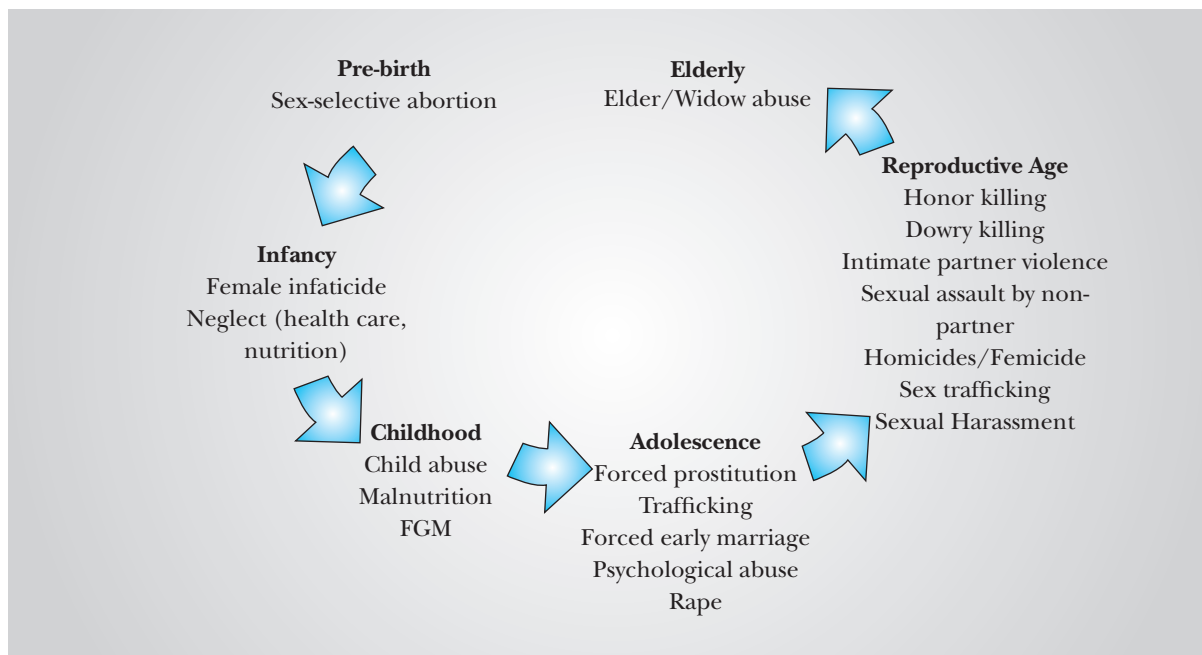 Pre-birth
Sex-selective abortion
Infancy
Female infaticide
Neglect (health care,
nutrition)
Childhood
Child abuse
Malnutrition
FGM
Adolescence
Forced prostitution
Trafficking
Forced early marriage
Psychological abuse
Rape
Reproductive Age
Honor killing
Dowry killing
Intimate partner violence
Sexual assault by non-
partner
Homicides/Femicide
Sex trafficking
Sexual Harassment
Elderly
Elder/Widow abuse